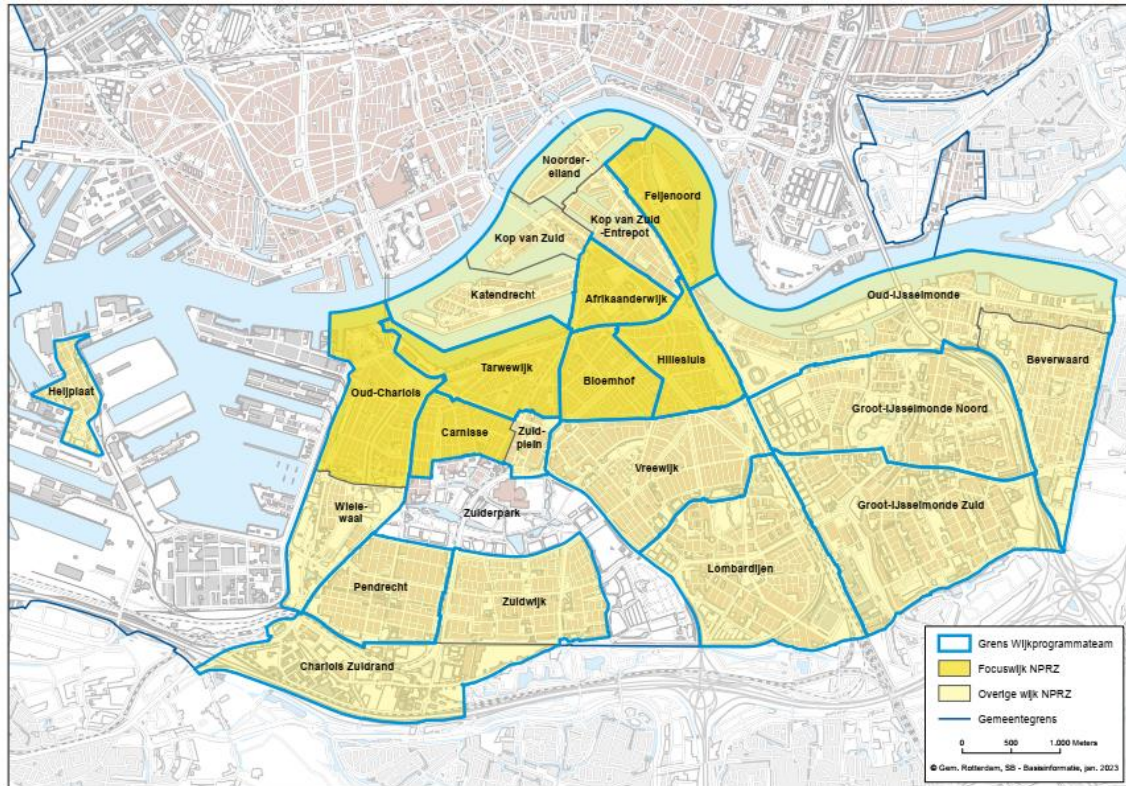 Noorder-
eiland
Feijenoord
Kop van Zuid
-Entrepot
Kop van Zuid
Katendrecht
Afrikaanderwijk
Oud-IJsselmonde
Beverwaard
Heijplaat
Tarwewijk
Hillesluis
Oud-Charlois
Bloemhof
Groot-IJsselmonde Noord
Carnisse
Zuid-
plein
Vreewijk
Wiele-
waal
Zuiderpark
Groot-IJsselmonde Zuid
Lombardijen
Pendrecht
Zuidwijk
Charlois Zuidrand
Grens Wijkprogrammateam
Focuswijk NPRZ
Overige wijk NPRZ
Gemeentegrens
0 500 1.000 Meters
© Gem. Rotterdam, SB - Basisinformatie, jan. 2023